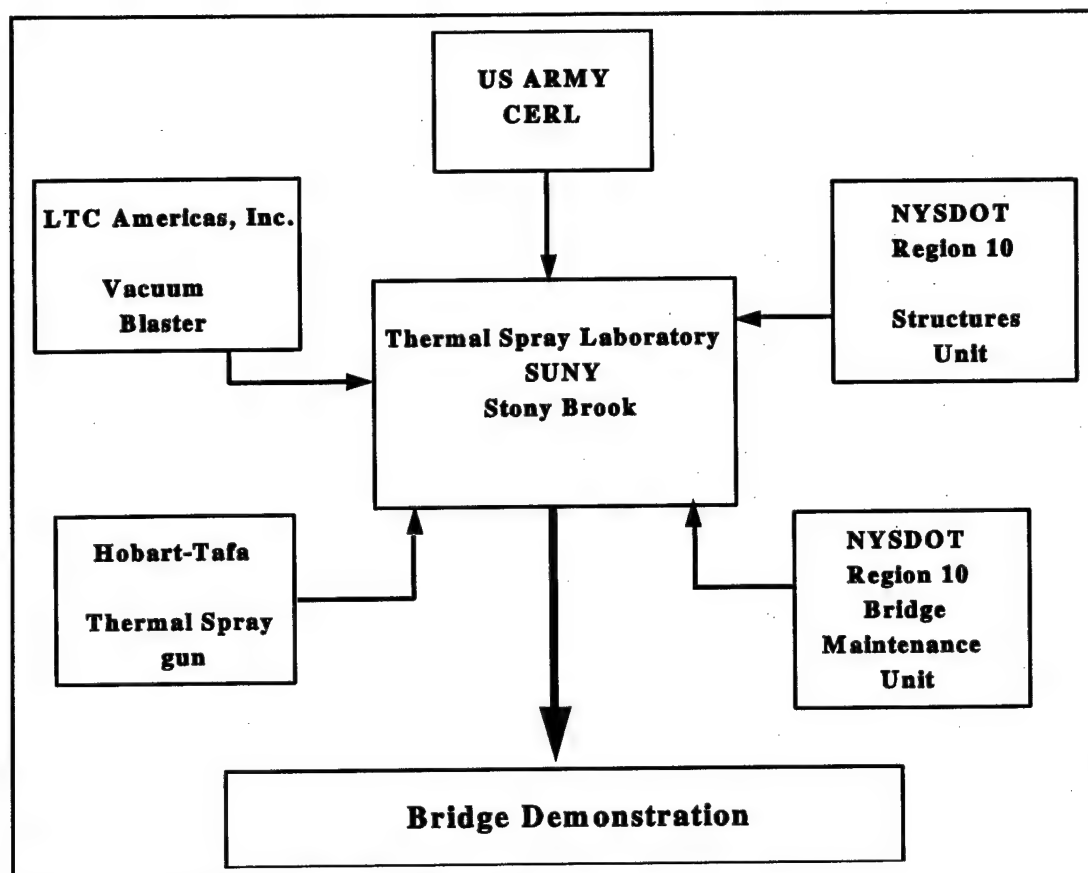 US ARMY
CERL
LTC Americas, Inc.
Vacuum
Blaster
NYSDOT
Region 10
Structures
Unit
Thermal Spray Laboratory
SUNY
Stony Brook
Hobart-Tafa
Thermal Spray
gun
NYSDOT
Region 10
Bridge
Maintenance
Unit
Bridge Demonstration